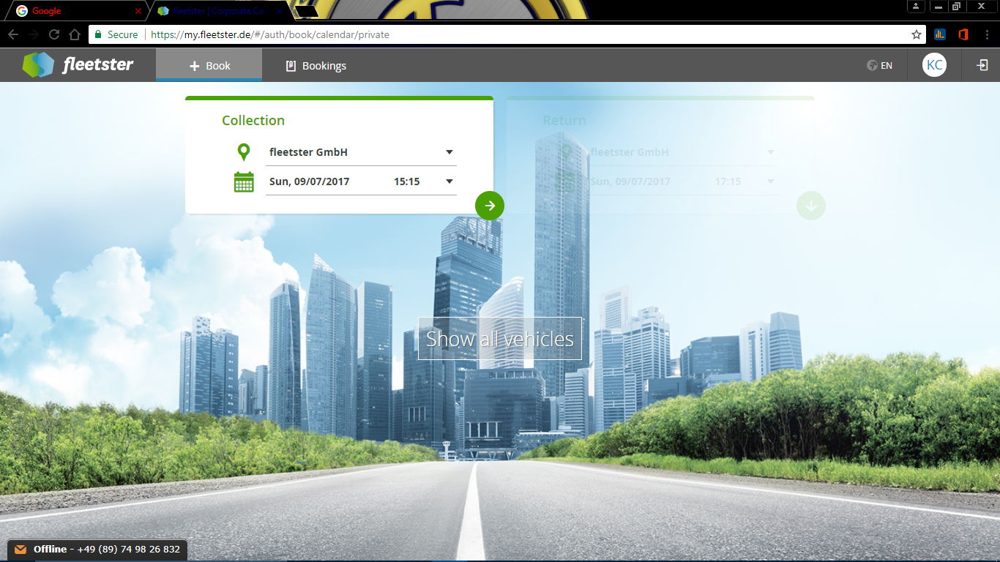 Google
fleetster | Corporate Car
Secure
https://my.fleetster.de/#/auth/book/calendar/private
fleetster
Book
Bookings
EN
KC
Collection
fleetster GmbH
Sun, 09/07/2017 15:15
Return
fleetster GmbH
Sun, 09/07/2017 17:15
Show all vehicles
Offline - +49 (89) 74 98 26 832